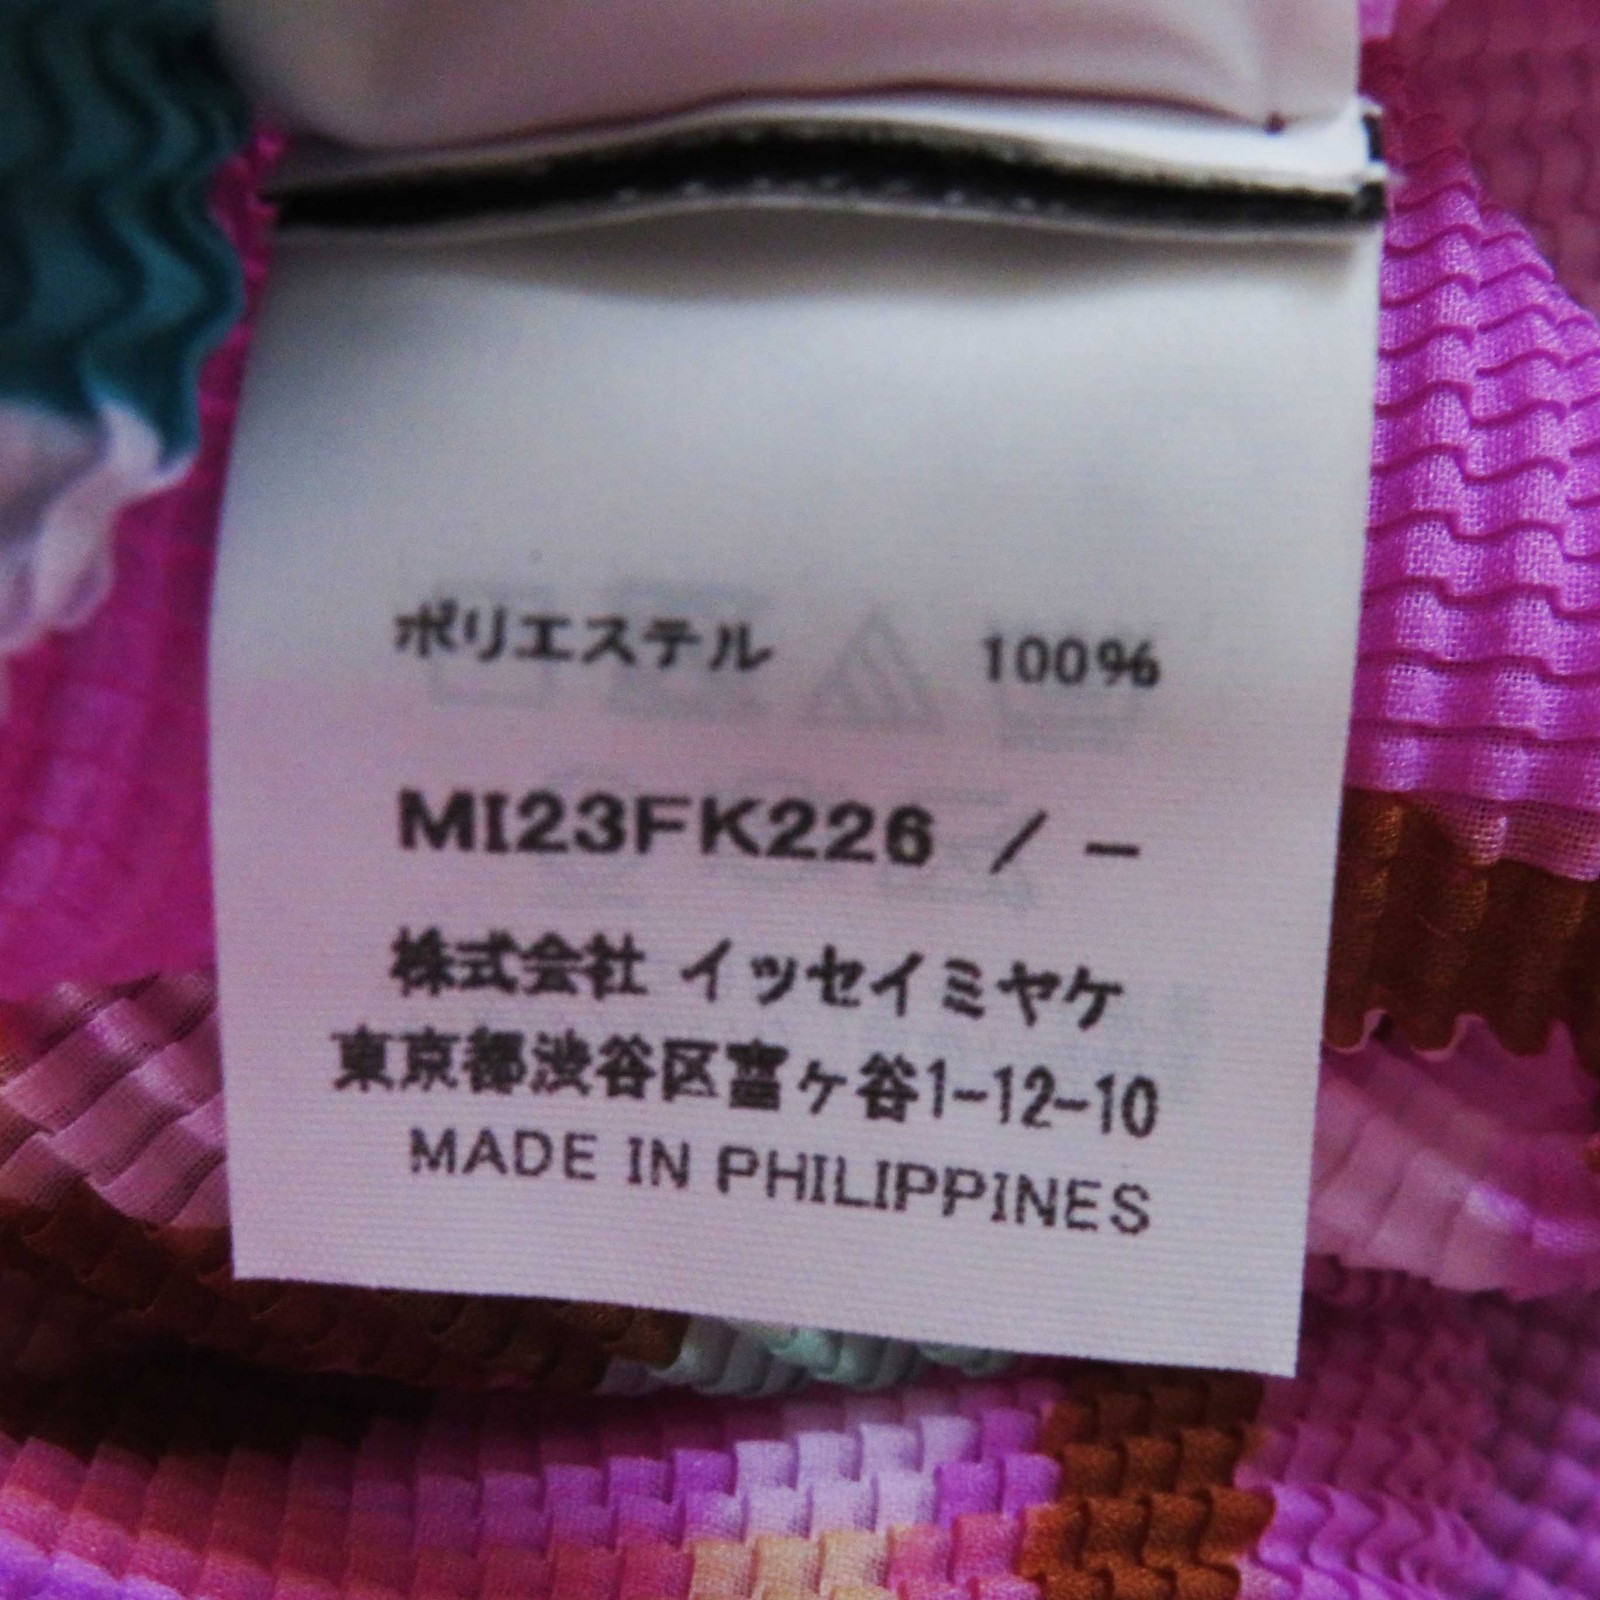 ポリエステル 100%
MI23FK226 / -
株式会社 イッセイミヤケ
東京都渋谷区富ヶ谷1-12-10
MADE IN PHILIPPINES